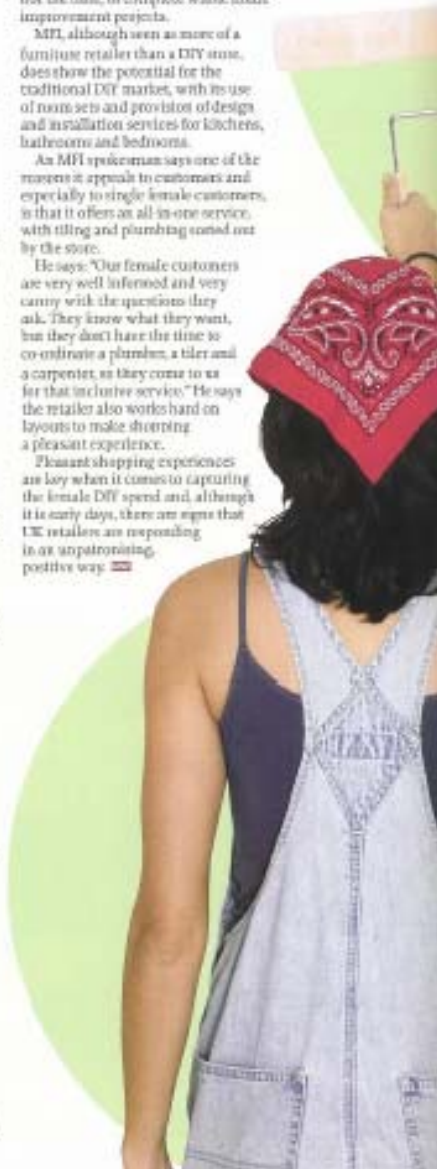 improvement projects.
MFI, although seen as more of a
furniture retailer than a DIY store,
does show the potential for the
traditional DIY market, with its use
of room sets and provision of design
and installation services for kitchens,
bathrooms and bedrooms.
An MFI spokesman says one of the
reasons it appeals to customers and
especially to single female customers,
is that it offers an all-in-one service,
with tiling and plumbing sorted out
by the store.
He says: "Our female customers
are very well informed and very
canny with the questions they
ask. They know what they want,
but they don't have the time to
co-ordinate a plumber, a tiler and
a carpenter, so they come to us
for that inclusive service." He says
the retailer also works hard on
layouts to make shopping
a pleasant experience.
Pleasant shopping experiences
are key when it comes to capturing
the female DIY spend and, although
it is early days, there are signs that
UK retailers are responding
in an unpatronising,
positive way.